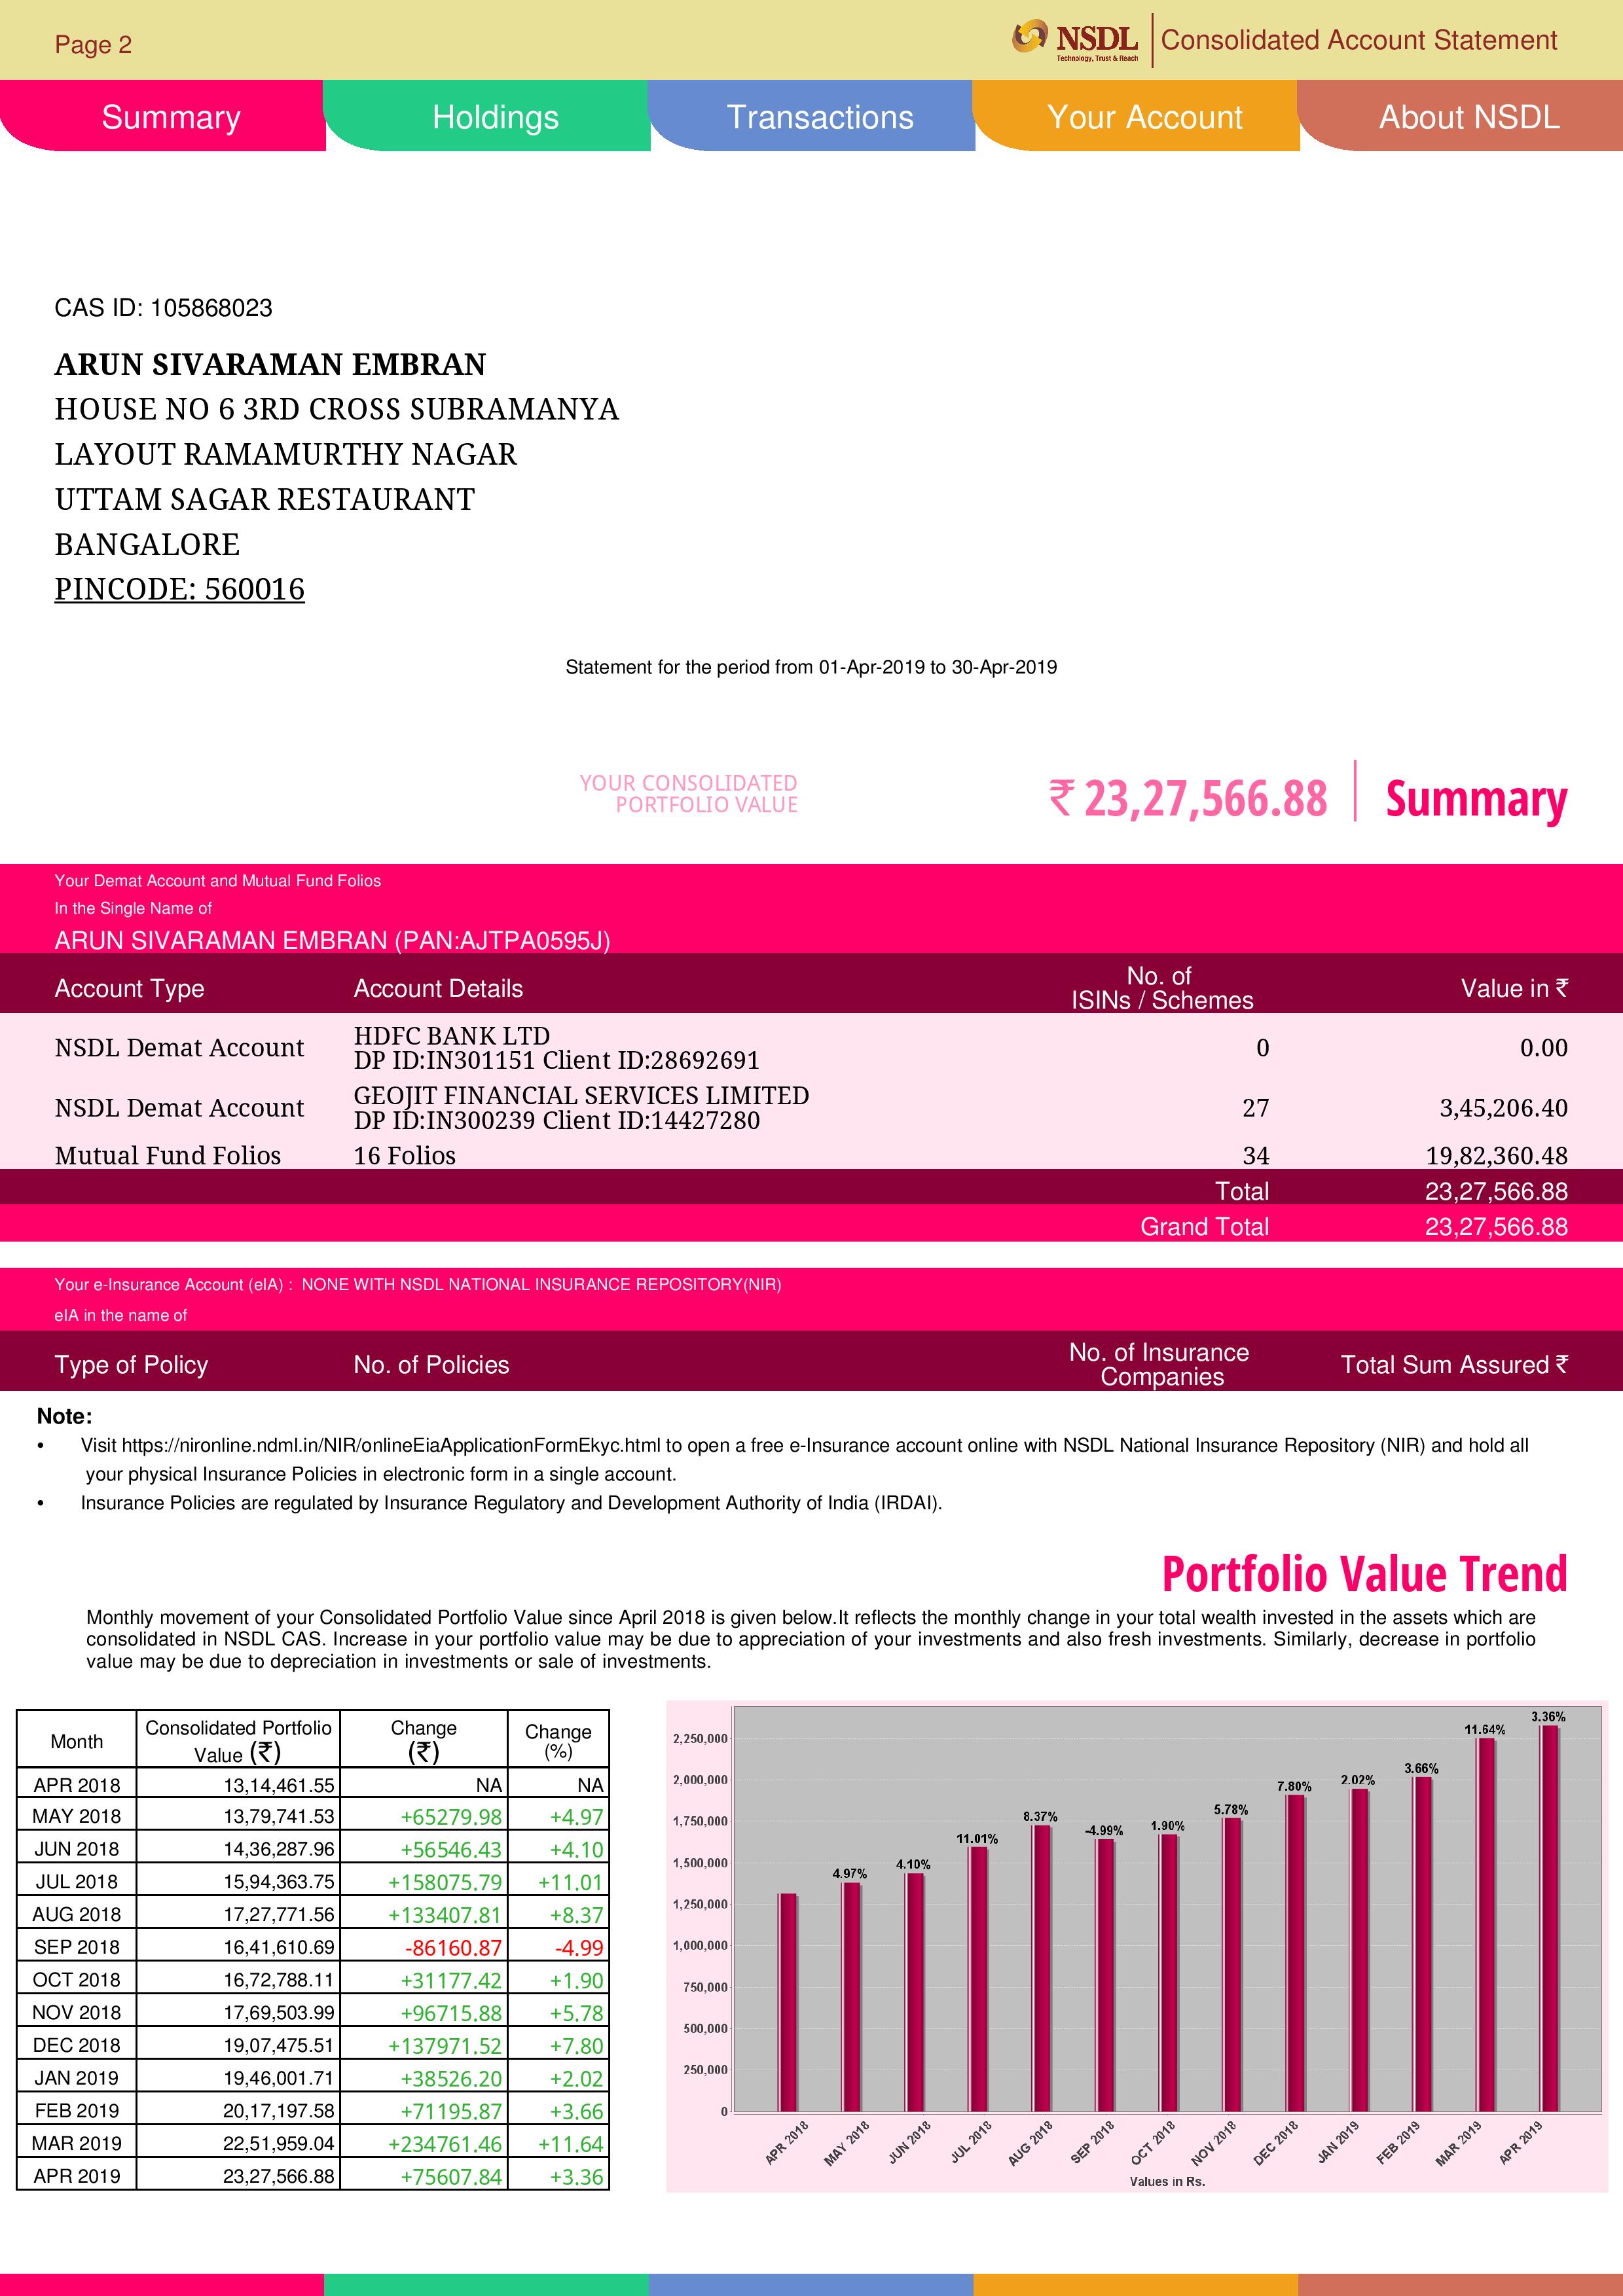 Page 2
NSDL
Technology, Trust & Reach
Consolidated Account Statement
Summary Holdings Transactions Your Account About NSDL
CAS ID: 105868023
ARUN SIVARAMAN EMBRAN
HOUSE NO 6 3RD CROSS SUBRAMANYA
LAYOUT RAMAMURTHY NAGAR
UTTAM SAGAR RESTAURANT
BANGALORE
PINCODE: 560016
Statement for the period from 01-Apr-2019 to 30-Apr-2019
YOUR CONSOLIDATED
PORTFOLIO VALUE
₹ 23,27,566.88 Summary
Your Demat Account and Mutual Fund Folios
In the Single Name of
ARUN SIVARAMAN EMBRAN (PAN:AJTPA0595J)
Account Type Account Details No. of ISINs / Schemes Value in ₹
NSDL Demat Account HDFC BANK LTD
DP ID:IN301151 Client ID:28692691 0 0.00
NSDL Demat Account GEOJIT FINANCIAL SERVICES LIMITED
DP ID:IN300239 Client ID:14427280 27 3,45,206.40
Mutual Fund Folios 16 Folios 34 19,82,360.48
Total 23,27,566.88
Grand Total 23,27,566.88
Your e-Insurance Account (eIA) : NONE WITH NSDL NATIONAL INSURANCE REPOSITORY(NIR)
eIA in the name of
Type of Policy No. of Policies No. of Insurance Companies Total Sum Assured ₹
Note:
• Visit https://nironline.ndml.in/NIR/onlineEiaApplicationFormEkyc.html to open a free e-Insurance account online with NSDL National Insurance Repository (NIR) and hold all
your physical Insurance Policies in electronic form in a single account.
• Insurance Policies are regulated by Insurance Regulatory and Development Authority of India (IRDAI).
Portfolio Value Trend
Monthly movement of your Consolidated Portfolio Value since April 2018 is given below.It reflects the monthly change in your total wealth invested in the assets which are
consolidated in NSDL CAS. Increase in your portfolio value may be due to appreciation of your investments and also fresh investments. Similarly, decrease in portfolio
value may be due to depreciation in investments or sale of investments.
Month Consolidated Portfolio Value (₹) Change (₹) Change (%)
APR 2018 13,14,461.55 NA NA
MAY 2018 13,79,741.53 +65279.98 +4.97
JUN 2018 14,36,287.96 +56546.43 +4.10
JUL 2018 15,94,363.75 +158075.79 +11.01
AUG 2018 17,27,771.56 +133407.81 +8.37
SEP 2018 16,41,610.69 -86160.87 -4.99
OCT 2018 16,72,788.11 +31177.42 +1.90
NOV 2018 17,69,503.99 +96715.88 +5.78
DEC 2018 19,07,475.51 +137971.52 +7.80
JAN 2019 19,46,001.71 +38526.20 +2.02
FEB 2019 20,17,197.58 +71195.87 +3.66
MAR 2019 22,51,959.04 +234761.46 +11.64
APR 2019 23,27,566.88 +75607.84 +3.36
2,250,000
2,000,000
1,750,000
1,500,000
1,250,000
1,000,000
750,000
500,000
250,000
0
4.97% 4.10% 11.01% 8.37% -4.99% 1.90% 5.78% 7.80% 2.02% 3.66% 11.64% 3.36%
APR 2018 MAY 2018 JUN 2018 JUL 2018 AUG 2018 SEP 2018 OCT 2018 NOV 2018 DEC 2018 JAN 2019 FEB 2019 MAR 2019 APR 2019
Values in Rs.